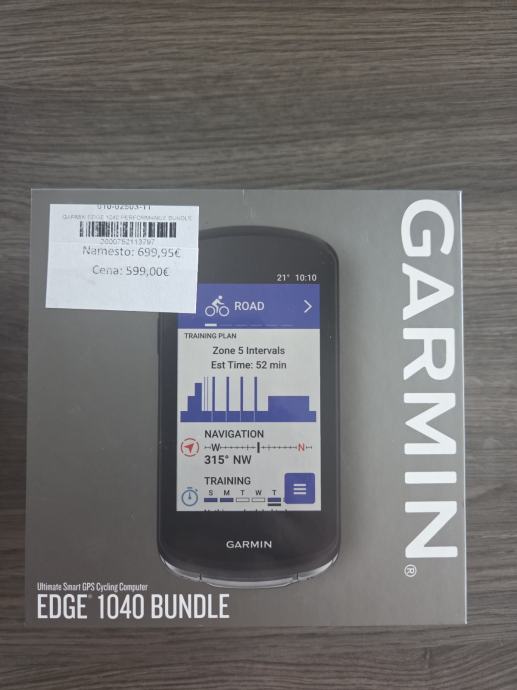 010-02503-11
GARMIN EDGE 1040 PERFORMANCE BUNDLE
2000752113797
Namesto: 699,95€
Cena: 599,00€
GARMIN®
21° 10:10
ROAD
TRAINING PLAN
Zone 5 Intervals
Est Time: 52 min
NAVIGATION
W N
315° NW
TRAINING
S M T W T
GARMIN
Ultimate Smart GPS Cycling Computer
EDGE® 1040 BUNDLE